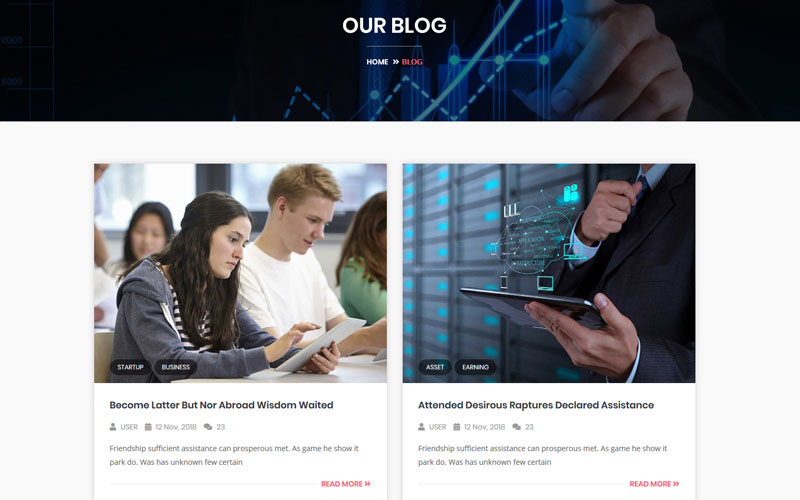 OUR BLOG
HOME » BLOG
STARTUP BUSINESS
Become Latter But Nor Abroad Wisdom Waited
USER 12 Nov, 2018 23
Friendship sufficient assistance can prosperous met. As game he show it
park do. Was has unknown few certain
READ MORE »
APPLICATION
ASSET EARNING
Attended Desirous Raptures Declared Assistance
USER 12 Nov, 2018 23
Friendship sufficient assistance can prosperous met. As game he show it
park do. Was has unknown few certain
READ MORE »